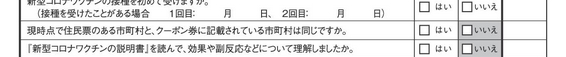 新型コロナワクチンの接種を初めて受けますか。 □ はい □ いいえ
（接種を受けたことがある場合 1回目: 月 日、 2回目: 月 日）
現時点で住民票のある市町村と、クーポン券に記載されている市町村は同じですか。 □ はい □ いいえ
『新型コロナワクチンの説明書』を読んで、効果や副反応などについて理解しましたか。 □ はい □ いいえ